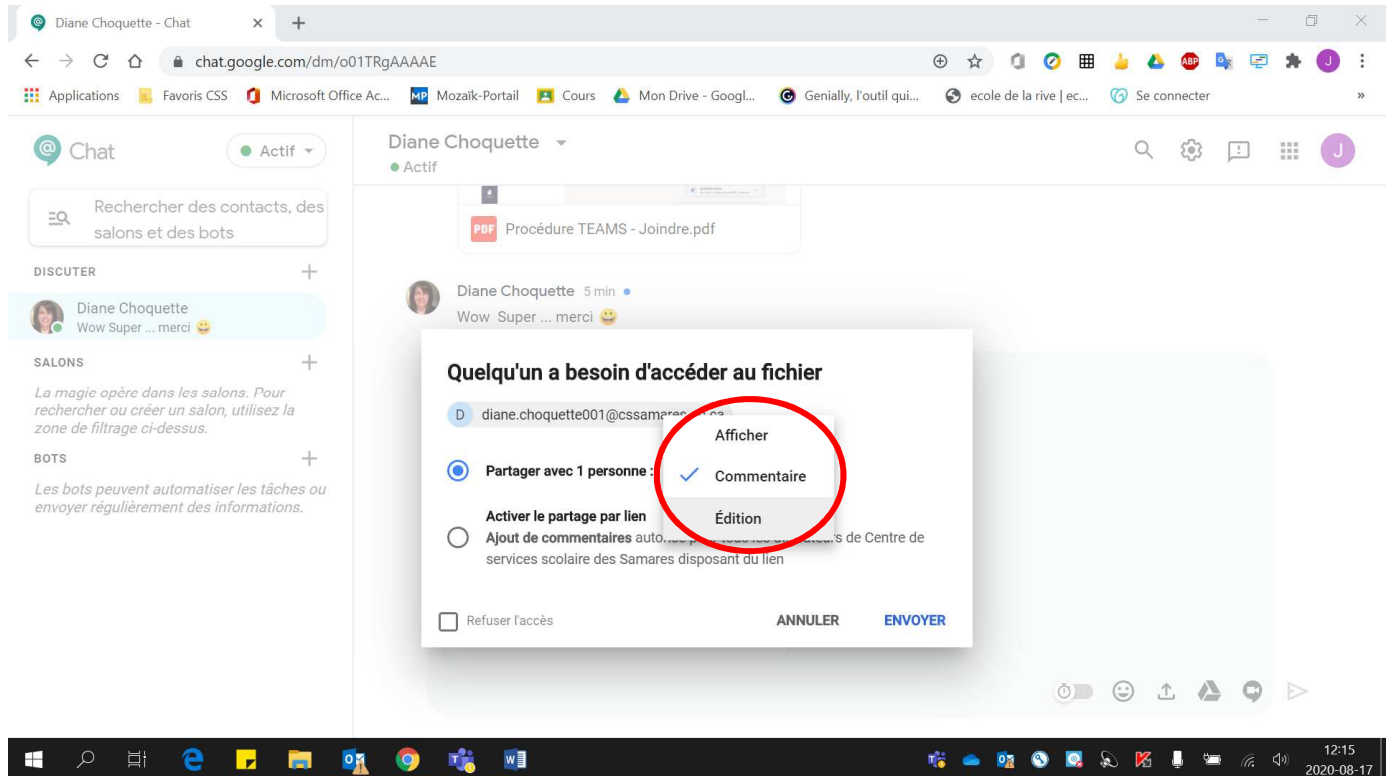 Diane Choquette - Chat
chat.google.com/dm/o01TRgAAAAE
ABP
J
Applications
Favoris CSS
Microsoft Office Ac...
MP Mozaïk-Portail
Cours
Mon Drive - Googl...
Genially, l'outil qui...
ecole de la rive | ec...
Se connecter
»
Chat
Actif
Diane Choquette
Actif
J
Rechercher des contacts, des
salons et des bots
PDF Procédure TEAMS - Joindre.pdf
DISCUTER
Diane Choquette
Wow Super ... merci 😀
Diane Choquette 5 min
Wow Super ... merci 😀
SALONS
La magie opère dans les salons. Pour
rechercher ou créer un salon, utilisez la
zone de filtrage ci-dessus.
BOTS
Les bots peuvent automatiser les tâches ou
envoyer régulièrement des informations.
Quelqu'un a besoin d'accéder au fichier
D diane.choquette001@cssamares
Afficher
Partager avec 1 personne :
Commentaire
Activer le partage par lien
Édition
Ajout de commentaires de Centre de
services scolaire des Samares disposant du lien
Refuser l'accès
ANNULER
ENVOYER
12:15
2020-08-17